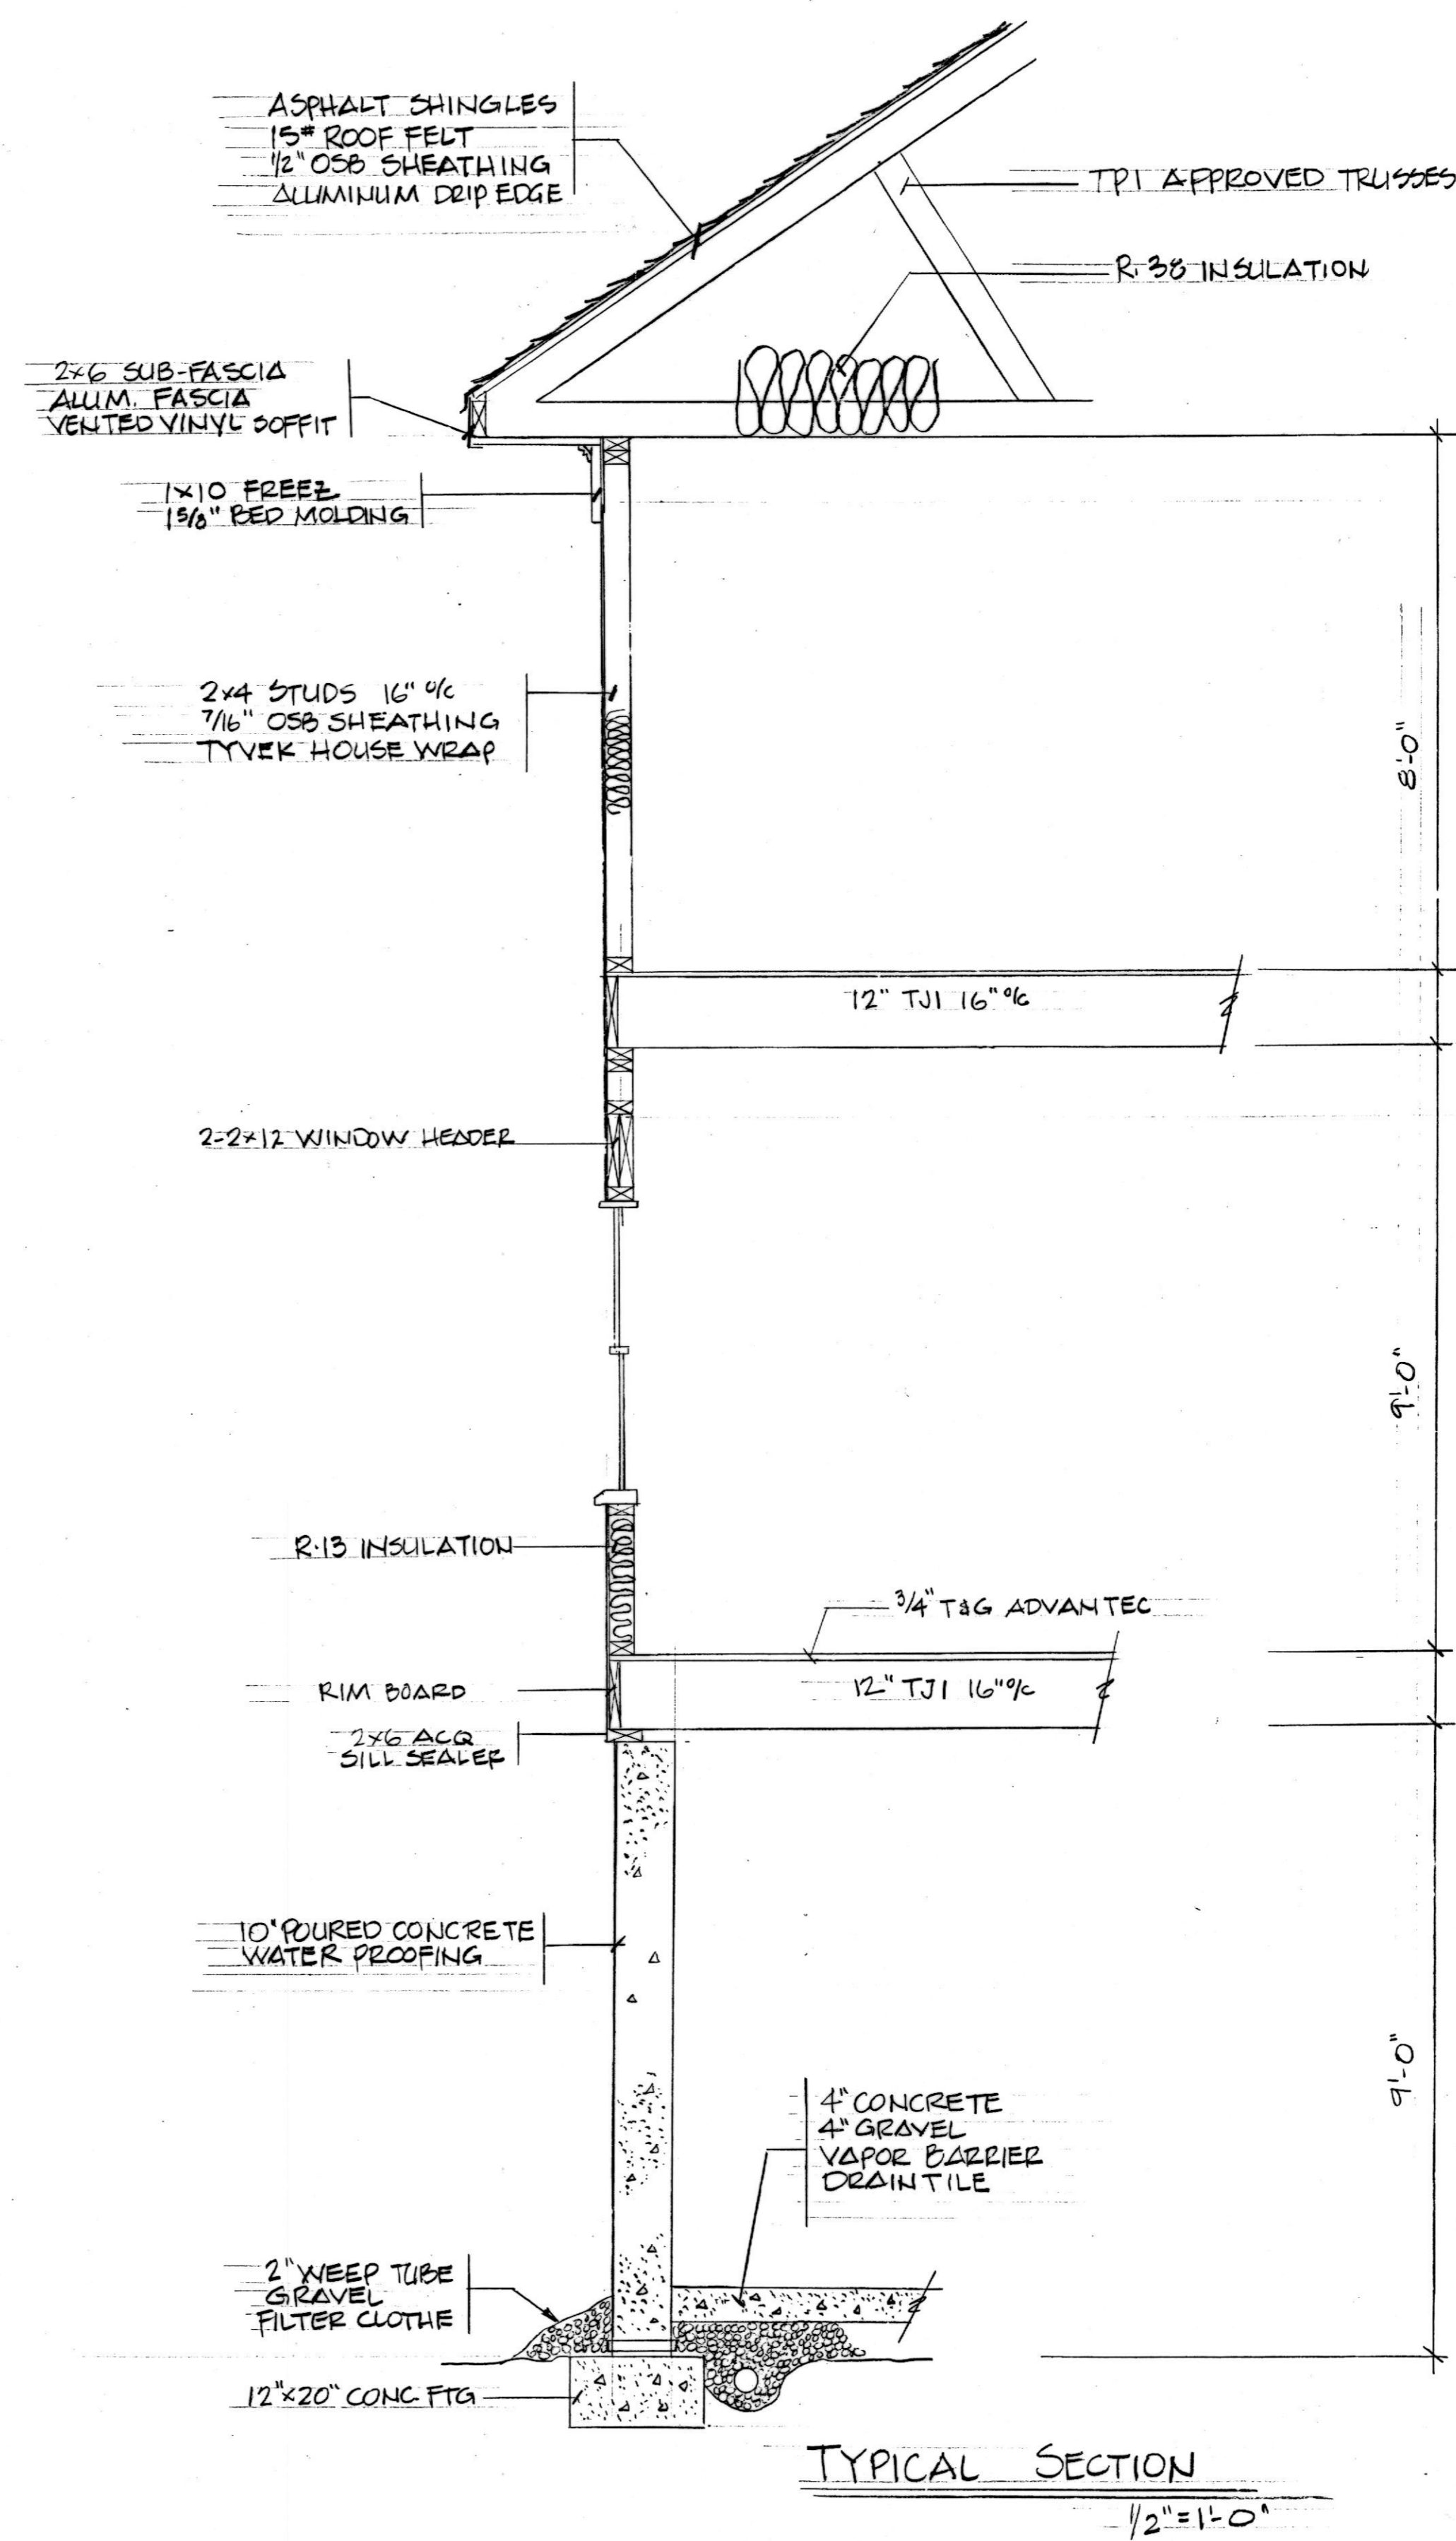 ASPHALT SHINGLES
15# ROOF FELT
1/2" OSB SHEATHING
ALUMINUM DRIP EDGE
TPI APPROVED TRUSSES
R-38 INSULATION
2x6 SUB-FASCIA
ALUM. FASCIA
VENTED VINYL SOFFIT
1x10 FREEZ
1 5/8" BED MOLDING
2x4 STUDS 16" o/c
7/16" OSB SHEATHING
TYVEK HOUSE WRAP
8'-0"
12" TJI 16" o/c
2-2x12 WINDOW HEADER
9'-0"
R-13 INSULATION
3/4" T&G ADVANTEC
RIM BOARD
12" TJI 16" o/c
2x6 ACQ
SILL SEALER
10" POURED CONCRETE
WATER PROOFING
9'-0"
4" CONCRETE
4" GRAVEL
VAPOR BARRIER
DRAIN TILE
2" WEEP TUBE
GRAVEL
FILTER CLOTHE
12"x20" CONC FTG
TYPICAL SECTION
1/2"=1'-0"